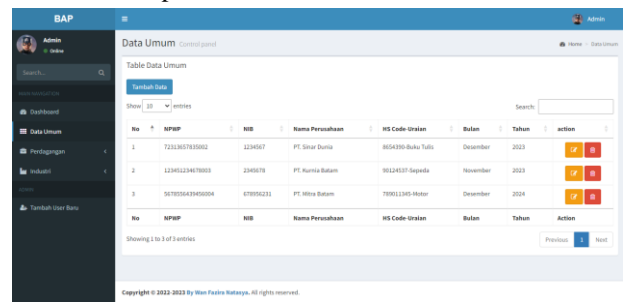 BAP
Admin
Admin
Online
Data Umum Control panel
Home > Data Umum
Search...
MAIN NAVIGATION
Dashboard
Data Umum
Perdagangan
Industri
ADMIN
Tambah User Baru
Table Data Umum
Tambah Data
Show 10 entries
Search:
No NPWP NIB Nama Perusahaan HS Code-Uraian Bulan Tahun action
1 72313657835002 1234567 PT. Sinar Dunia 8654390-Buku Tulis Desember 2023
2 123451234678003 2345678 PT. Kurnia Batam 90124537-Sepeda November 2023
3 5678556439456004 678956231 PT. Mitra Batam 789011345-Motor Desember 2024
No NPWP NIB Nama Perusahaan HS Code-Uraian Bulan Tahun Action
Showing 1 to 3 of 3 entries
Previous 1 Next
Copyright © 2022-2023 By Wan Fazira Natasya. All rights reserved.